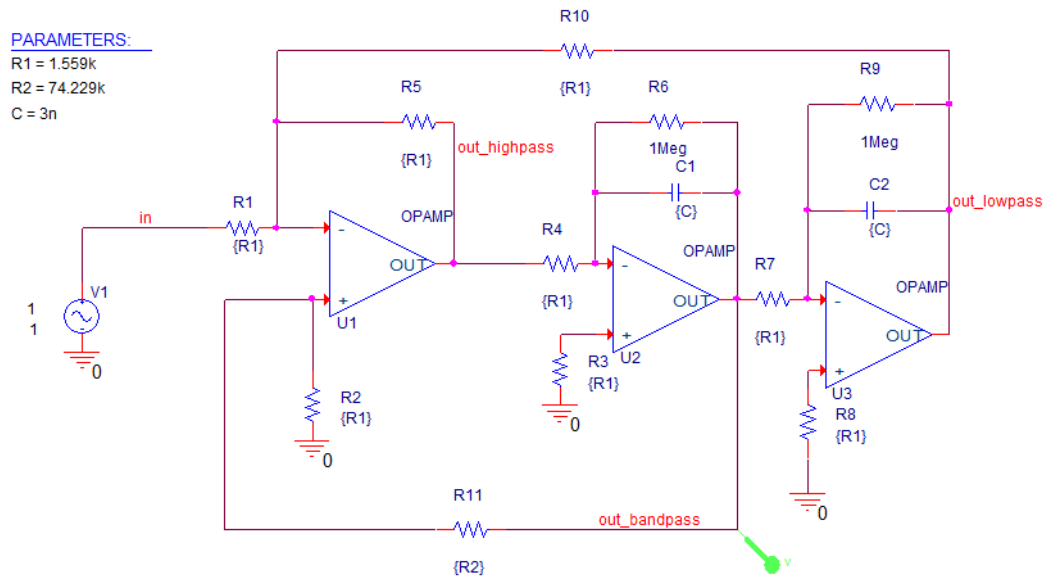 PARAMETERS:
R1 = 1.559k
R2 = 74.229k
C = 3n
R10
{R1}
R5
{R1}
out_highpass
R6
1Meg
C1
{C}
R9
1Meg
C2
{C}
out_lowpass
in
R1
{R1}
OPAMP
-
+
OUT
U1
R4
{R1}
OPAMP
-
+
OUT
U2
R7
{R1}
OPAMP
-
+
OUT
U3
1
1
V1
0
R2
{R1}
0
R3
{R1}
0
R8
{R1}
0
R11
{R2}
out_bandpass
v